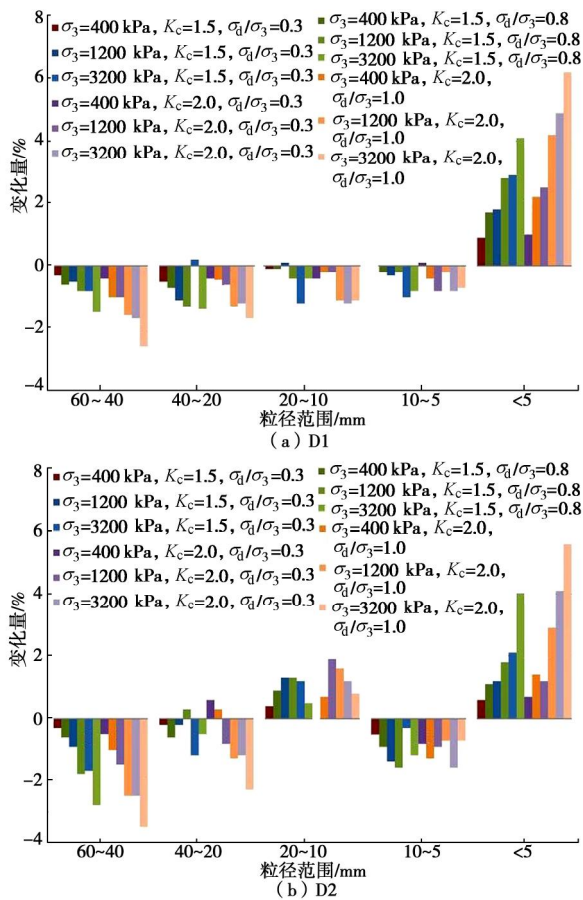 8
6
4
2
0
−2
−4
变化量/%
σ3=400 kPa, Kc=1.5, σd/σ3=0.3
σ3=1200 kPa, Kc=1.5, σd/σ3=0.3
σ3=3200 kPa, Kc=1.5, σd/σ3=0.3
σ3=400 kPa, Kc=2.0, σd/σ3=0.3
σ3=1200 kPa, Kc=2.0, σd/σ3=0.3
σ3=3200 kPa, Kc=2.0, σd/σ3=0.3
σ3=400 kPa, Kc=1.5, σd/σ3=0.8
σ3=1200 kPa, Kc=1.5, σd/σ3=0.8
σ3=3200 kPa, Kc=1.5, σd/σ3=0.8
σ3=400 kPa, Kc=2.0,
σd/σ3=1.0
σ3=1200 kPa, Kc=2.0,
σd/σ3=1.0
σ3=3200 kPa, Kc=2.0,
σd/σ3=1.0
60~40 40~20 20~10 10~5 <5
粒径范围/mm
（a）D1
8
6
4
2
0
−2
−4
变化量/%
σ3=400 kPa, Kc=1.5, σd/σ3=0.3
σ3=1200 kPa, Kc=1.5, σd/σ3=0.3
σ3=3200 kPa, Kc=1.5, σd/σ3=0.3
σ3=400 kPa, Kc=2.0, σd/σ3=0.3
σ3=1200 kPa, Kc=2.0, σd/σ3=0.3
σ3=3200 kPa, Kc=2.0, σd/σ3=0.3
σ3=400 kPa, Kc=1.5, σd/σ3=0.8
σ3=1200 kPa, Kc=1.5, σd/σ3=0.8
σ3=3200 kPa, Kc=1.5, σd/σ3=0.8
σ3=400 kPa, Kc=2.0,
σd/σ3=1.0
σ3=1200 kPa, Kc=2.0,
σd/σ3=1.0
σ3=3200 kPa, Kc=2.0,
σd/σ3=1.0
60~40 40~20 20~10 10~5 <5
粒径范围/mm
（b）D2